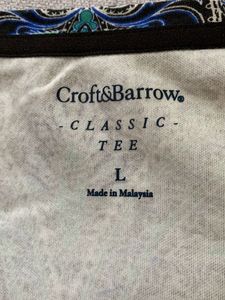 Croft&Barrow®
- CLASSIC -
TEE
L
Made in Malaysia